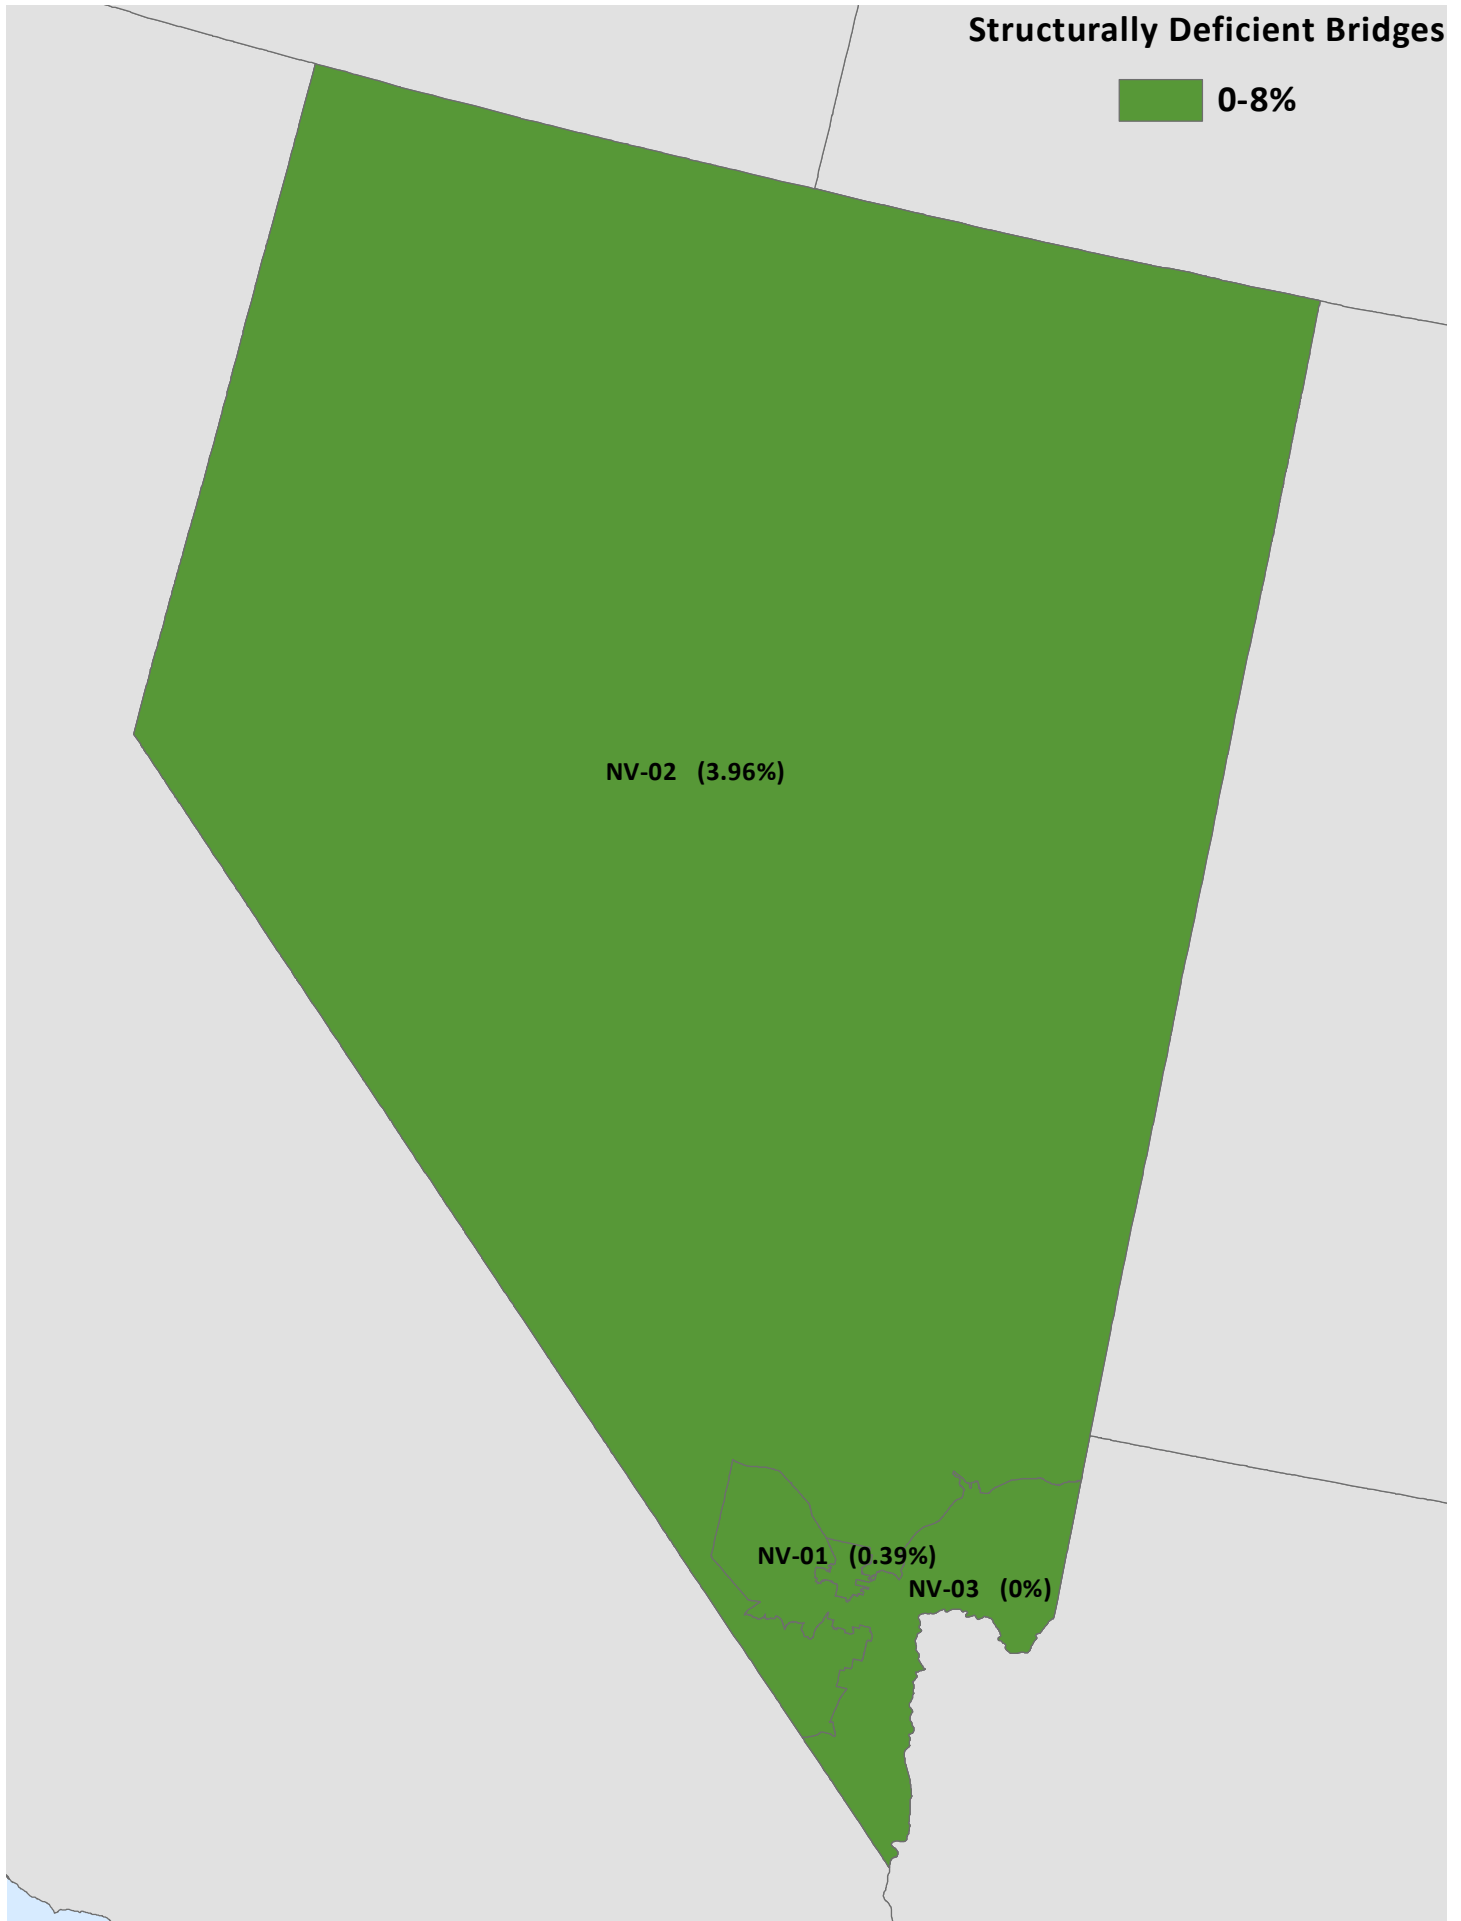 Structurally Deficient Bridges
0-8%
NV-02 (3.96%)
NV-01 (0.39%)
NV-03 (0%)